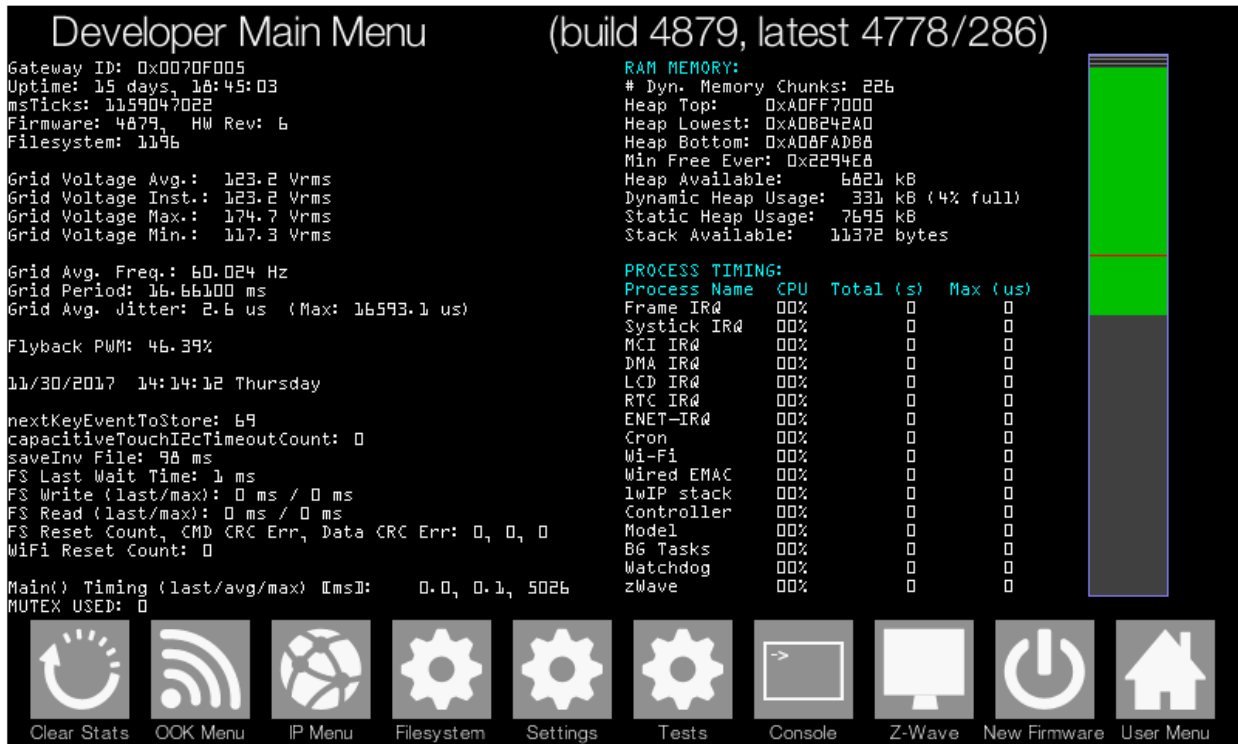 Developer Main Menu (build 4879, latest 4778/286)
Gateway ID: 0x0070F005
Uptime: 15 days, 18:45:03
msTicks: 1159047022
Firmware: 4879, HW Rev: 6
Filesystem: 1196
Grid Voltage Avg.: 123.2 Vrms
Grid Voltage Inst.: 123.2 Vrms
Grid Voltage Max.: 174.7 Vrms
Grid Voltage Min.: 117.3 Vrms
Grid Avg. Freq.: 60.024 Hz
Grid Period: 16.66100 ms
Grid Avg. Jitter: 2.6 us (Max: 16593.1 us)
Flyback PWM: 46.39%
11/30/2017 14:14:12 Thursday
nextKeyEventToStore: 69
capacitiveTouchI2cTimeoutCount: 0
saveInv File: 98 ms
FS Last Wait Time: 1 ms
FS Write (last/max): 0 ms / 0 ms
FS Read (last/max): 0 ms / 0 ms
FS Reset Count, CMD CRC Err, Data CRC Err: 0, 0, 0
WiFi Reset Count: 0
Main() Timing (last/avg/max) [ms]: 0.0, 0.1, 5026
MUTEX USED: 0
RAM MEMORY:
# Dyn. Memory Chunks: 226
Heap Top: 0xA0FF7000
Heap Lowest: 0xA0B242A0
Heap Bottom: 0xA08FADB8
Min Free Ever: 0x2294E8
Heap Available: 6821 kB
Dynamic Heap Usage: 331 kB (4% full)
Static Heap Usage: 7695 kB
Stack Available: 11372 bytes
PROCESS TIMING:
Process Name CPU Total (s) Max (us)
Frame IRQ 00% 0 0
Systick IRQ 00% 0 0
MCI IRQ 00% 0 0
DMA IRQ 00% 0 0
LCD IRQ 00% 0 0
RTC IRQ 00% 0 0
ENET-IRQ 00% 0 0
Cron 00% 0 0
Wi-Fi 00% 0 0
Wired EMAC 00% 0 0
lwIP stack 00% 0 0
Controller 00% 0 0
Model 00% 0 0
BG Tasks 00% 0 0
Watchdog 00% 0 0
zWave 00% 0 0
->
Clear Stats OOK Menu IP Menu Filesystem Settings Tests Console Z-Wave New Firmware User Menu